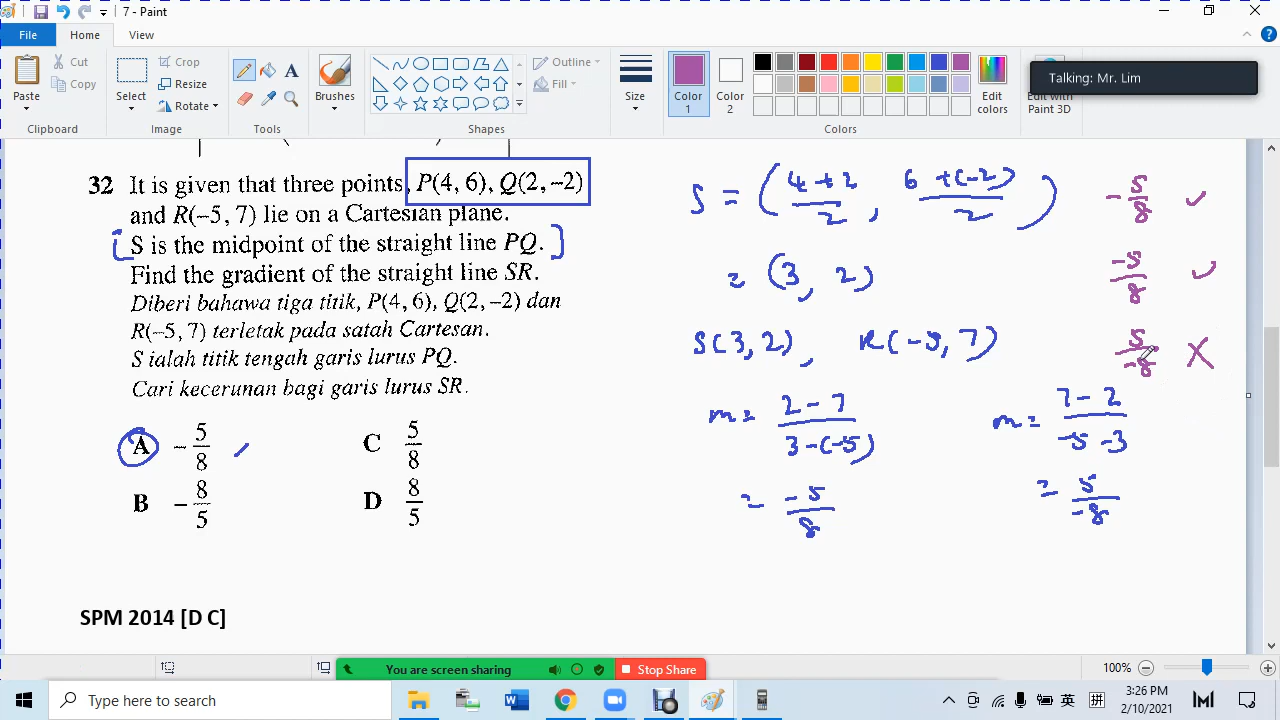 7 - Paint
File Home View
Paste Cut Copy Clipboard
Select Crop Resize Rotate Image
Tools
Brushes
Outline Fill Shapes
Size
Color 1 Color 2 Edit colors Colors
Edit with Paint 3D
Talking: Mr. Lim
32 It is given that three points, P(4, 6), Q(2, −2)
and R(−5, 7) lie on a Cartesian plane.
[S is the midpoint of the straight line PQ.]
Find the gradient of the straight line SR.
Diberi bahawa tiga titik, P(4, 6), Q(2, −2) dan
R(−5, 7) terletak pada satah Cartesan.
S ialah titik tengah garis lurus PQ.
Cari kecerunan bagi garis lurus SR.
A −5/8 ✓ C 5/8
B −8/5 D 8/5
S = (4+2/2, 6+(-2)/2)
= (3, 2)
S(3, 2), R(-5, 7)
m = 2-7/3-(-5)
= -5/8
m = 7-2/-5-3
= 5/-8
-5/8 ✓
-5/8 ✓
5/-8 ✗
SPM 2014 [D C]
You are screen sharing Stop Share
100%
Type here to search
英 拼
3:26 PM
2/10/2021